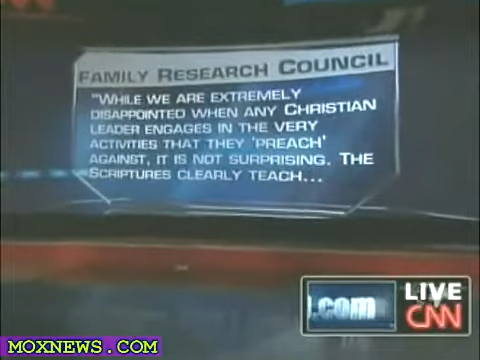 FAMILY RESEARCH COUNCIL
"WHILE WE ARE EXTREMELY
DISAPPOINTED WHEN ANY CHRISTIAN
LEADER ENGAGES IN THE VERY
ACTIVITIES THAT THEY 'PREACH'
AGAINST, IT IS NOT SURPRISING. THE
SCRIPTURES CLEARLY TEACH...
.com
LIVE
CNN
MOXNEWS.COM